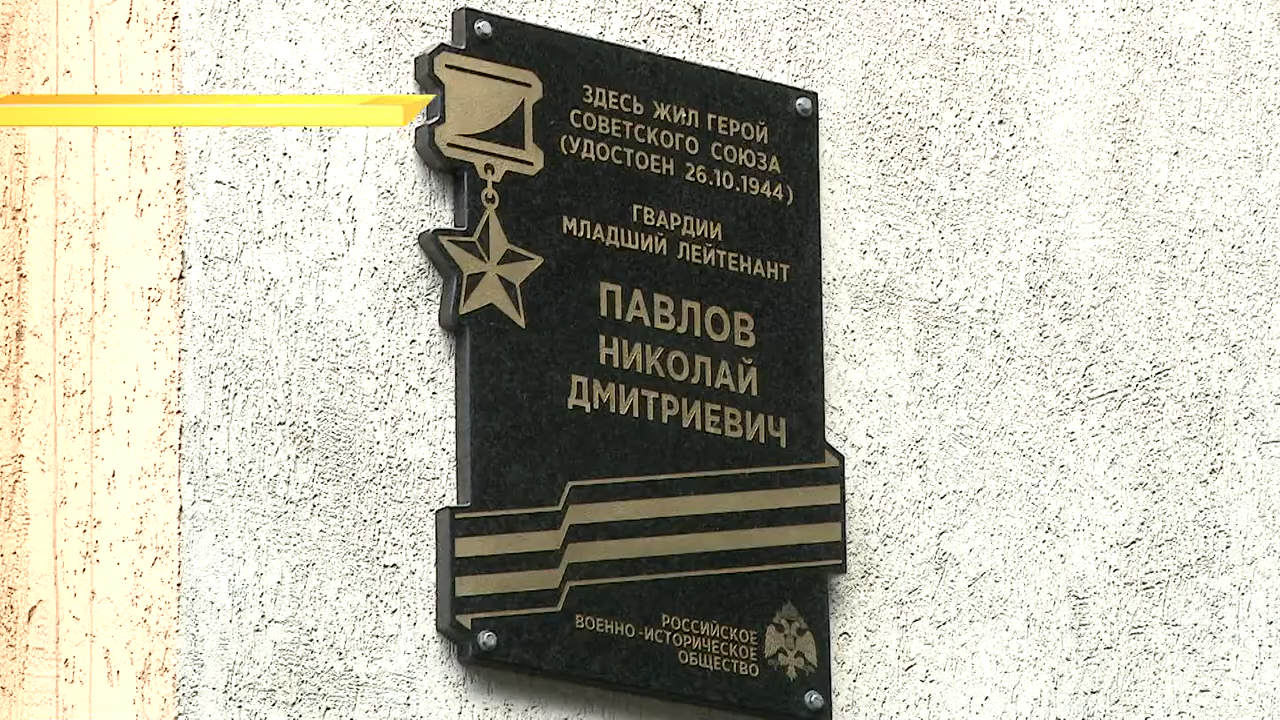 ЗДЕСЬ ЖИЛ ГЕРОЙ
СОВЕТСКОГО СОЮЗА
(УДОСТОЕН 26.10.1944)
ГВАРДИИ
МЛАДШИЙ ЛЕЙТЕНАНТ
ПАВЛОВ
НИКОЛАЙ
ДМИТРИЕВИЧ
РОССИЙСКОЕ
ВОЕННО-ИСТОРИЧЕСКОЕ
ОБЩЕСТВО